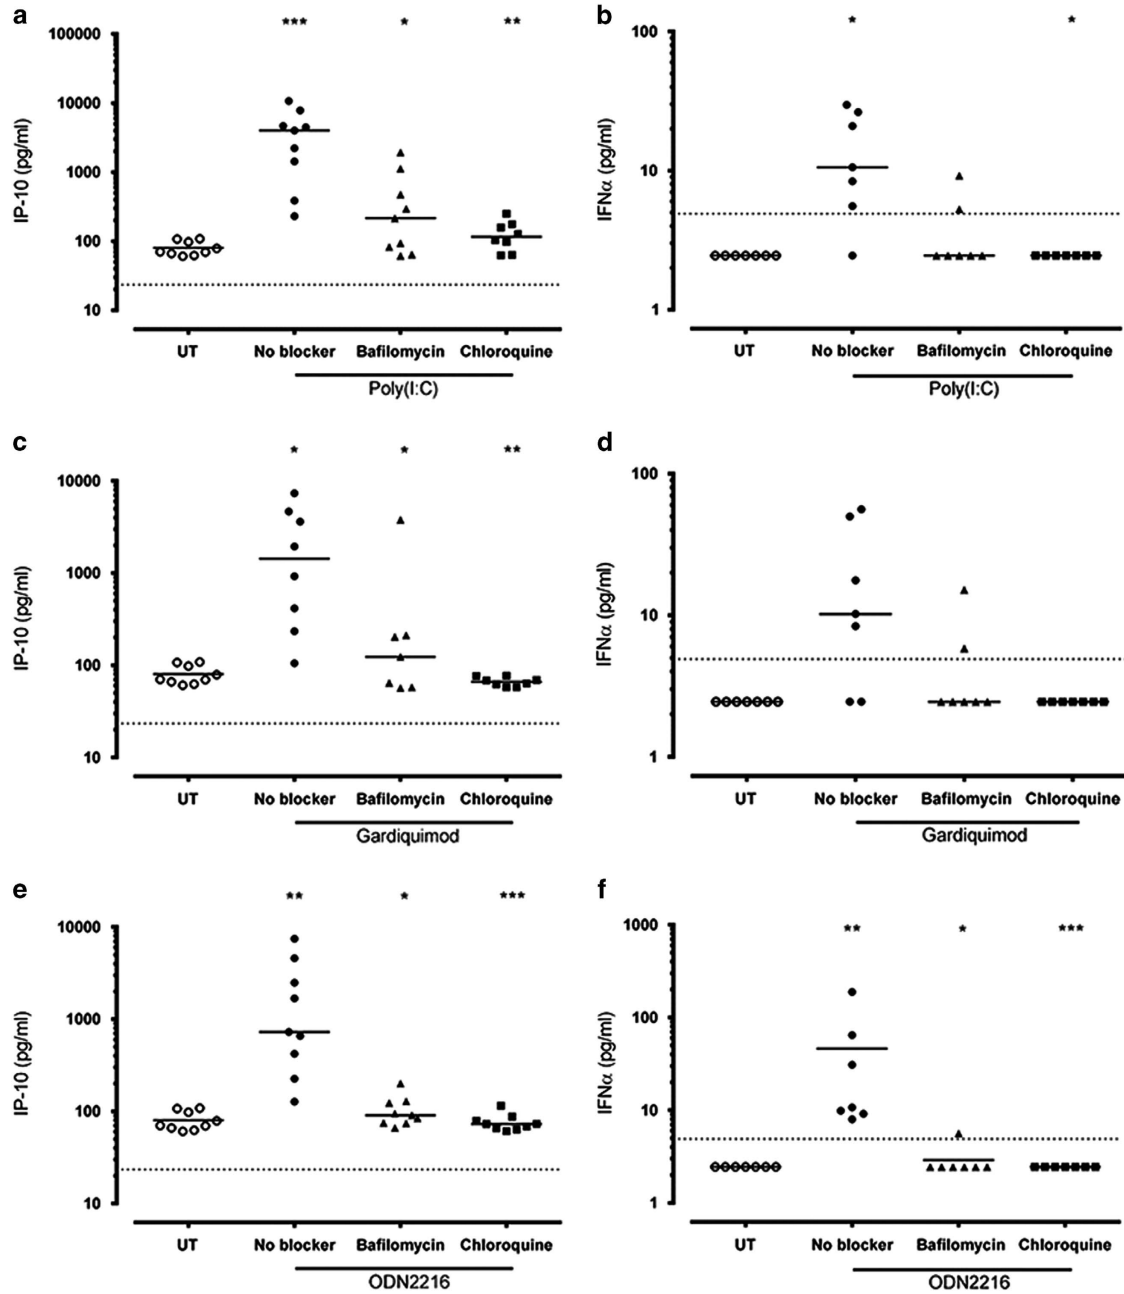 a
***
*
**
IP-10 (pg/ml)
100000
10000
1000
100
10
UT
No blocker
Bafilomycin
Chloroquine
Poly(I:C)
b
*
*
IFNα (pg/ml)
100
10
1
UT
No blocker
Bafilomycin
Chloroquine
Poly(I:C)
c
*
*
**
IP-10 (pg/ml)
10000
1000
100
10
UT
No blocker
Bafilomycin
Chloroquine
Gardiquimod
d
IFNα (pg/ml)
100
10
1
UT
No blocker
Bafilomycin
Chloroquine
Gardiquimod
e
**
*
***
IP-10 (pg/ml)
10000
1000
100
10
UT
No blocker
Bafilomycin
Chloroquine
ODN2216
f
**
*
***
IFNα (pg/ml)
1000
100
10
1
UT
No blocker
Bafilomycin
Chloroquine
ODN2216